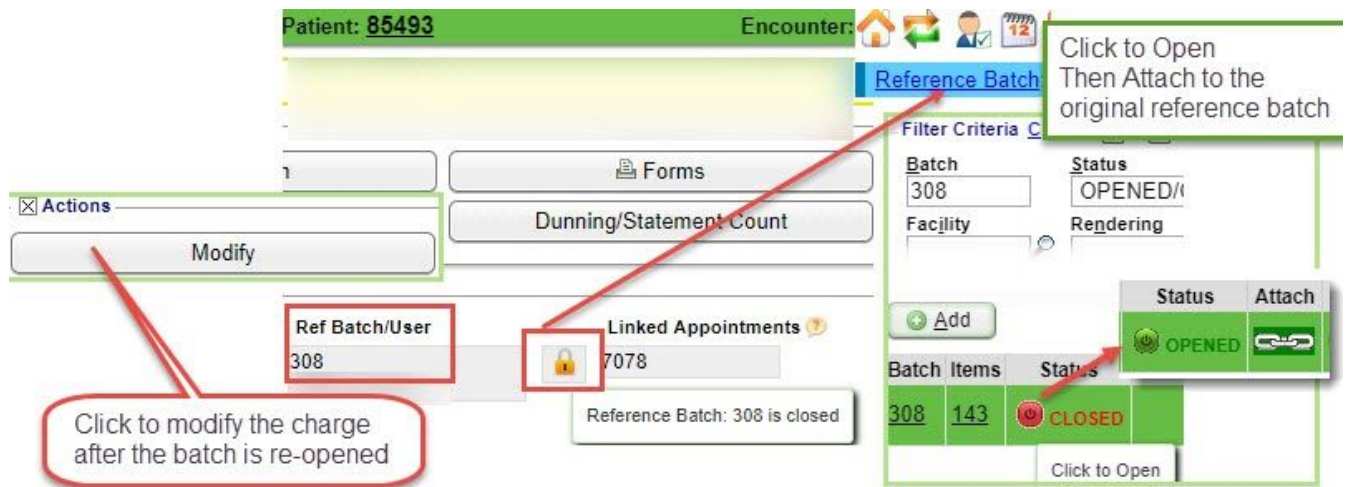 Patient: 85493
Encounter:
12
Click to Open
Then Attach to the
original reference batch
Reference Batch
Filter Criteria C
Batch
Status
308
OPENED/
Facility
Rendering
Forms
Dunning/Statement Count
Actions
Modify
Ref Batch/User
308
Linked Appointments
7078
Reference Batch: 308 is closed
Click to modify the charge
after the batch is re-opened
Add
Status
Attach
OPENED
Batch
Items
Status
308
143
CLOSED
Click to Open